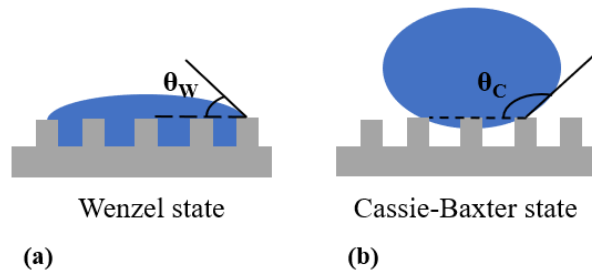 θW
θC
Wenzel state
Cassie-Baxter state
(a)
(b)